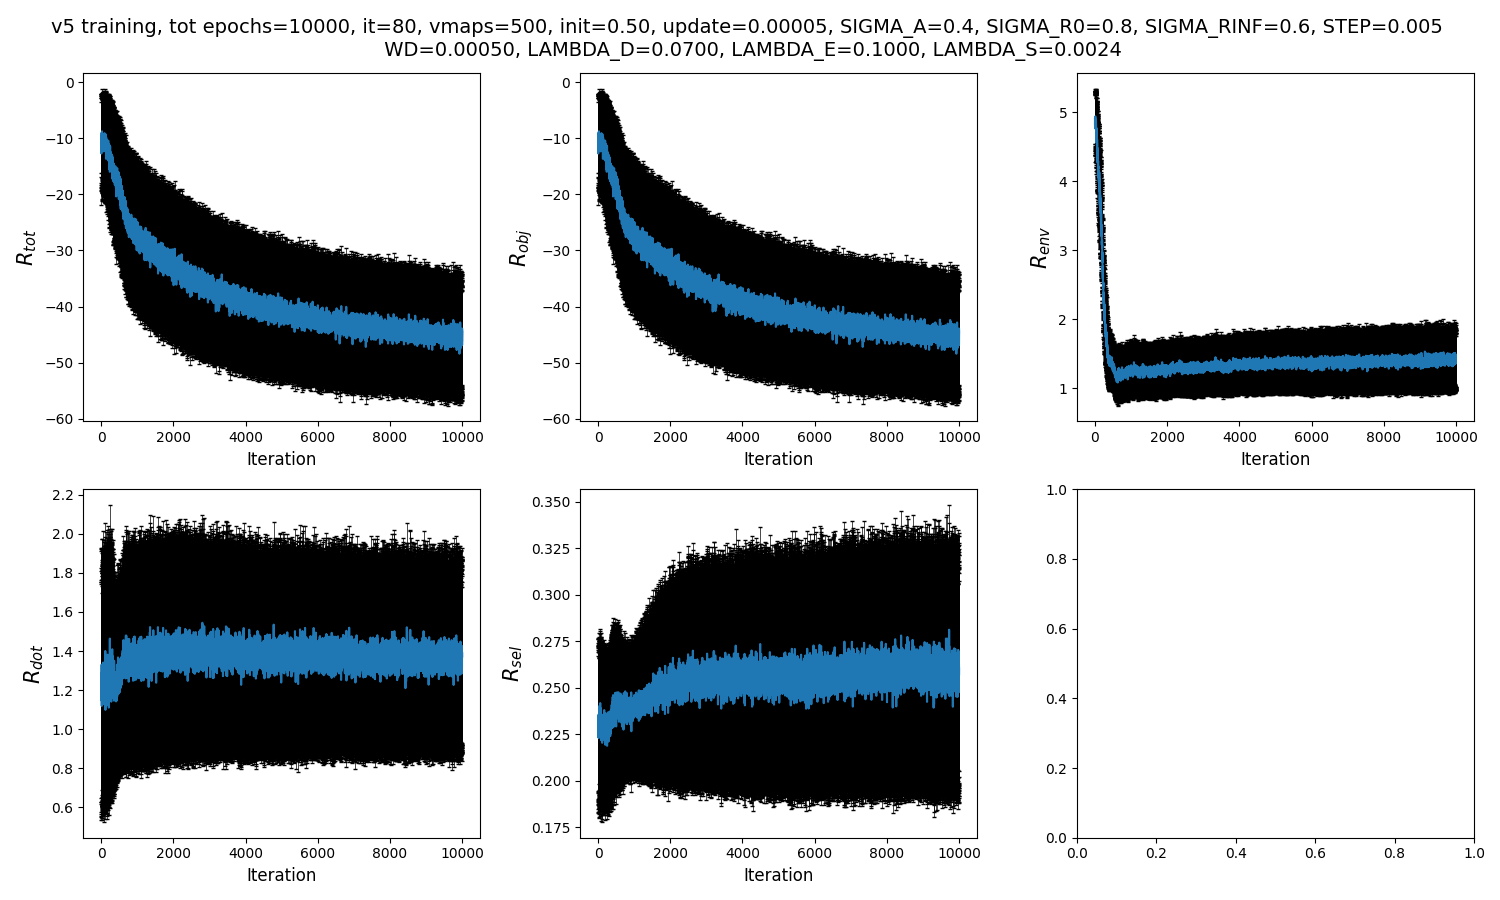 v5 training, tot epochs=10000, it=80, vmaps=500, init=0.50, update=0.00005, SIGMA_A=0.4, SIGMA_R0=0.8, SIGMA_RINF=0.6, STEP=0.005
WD=0.00050, LAMBDA_D=0.0700, LAMBDA_E=0.1000, LAMBDA_S=0.0024
0
−10
−20
−30
−40
−50
−60
R_tot
0 2000 4000 6000 8000 10000
Iteration
0
−10
−20
−30
−40
−50
−60
R_obj
0 2000 4000 6000 8000 10000
Iteration
5
4
3
2
1
R_env
0 2000 4000 6000 8000 10000
Iteration
2.2
2.0
1.8
1.6
1.4
1.2
1.0
0.8
0.6
R_dot
0 2000 4000 6000 8000 10000
Iteration
0.350
0.325
0.300
0.275
0.250
0.225
0.200
0.175
R_sel
0 2000 4000 6000 8000 10000
Iteration
1.0
0.8
0.6
0.4
0.2
0.0
0.0 0.2 0.4 0.6 0.8 1.0